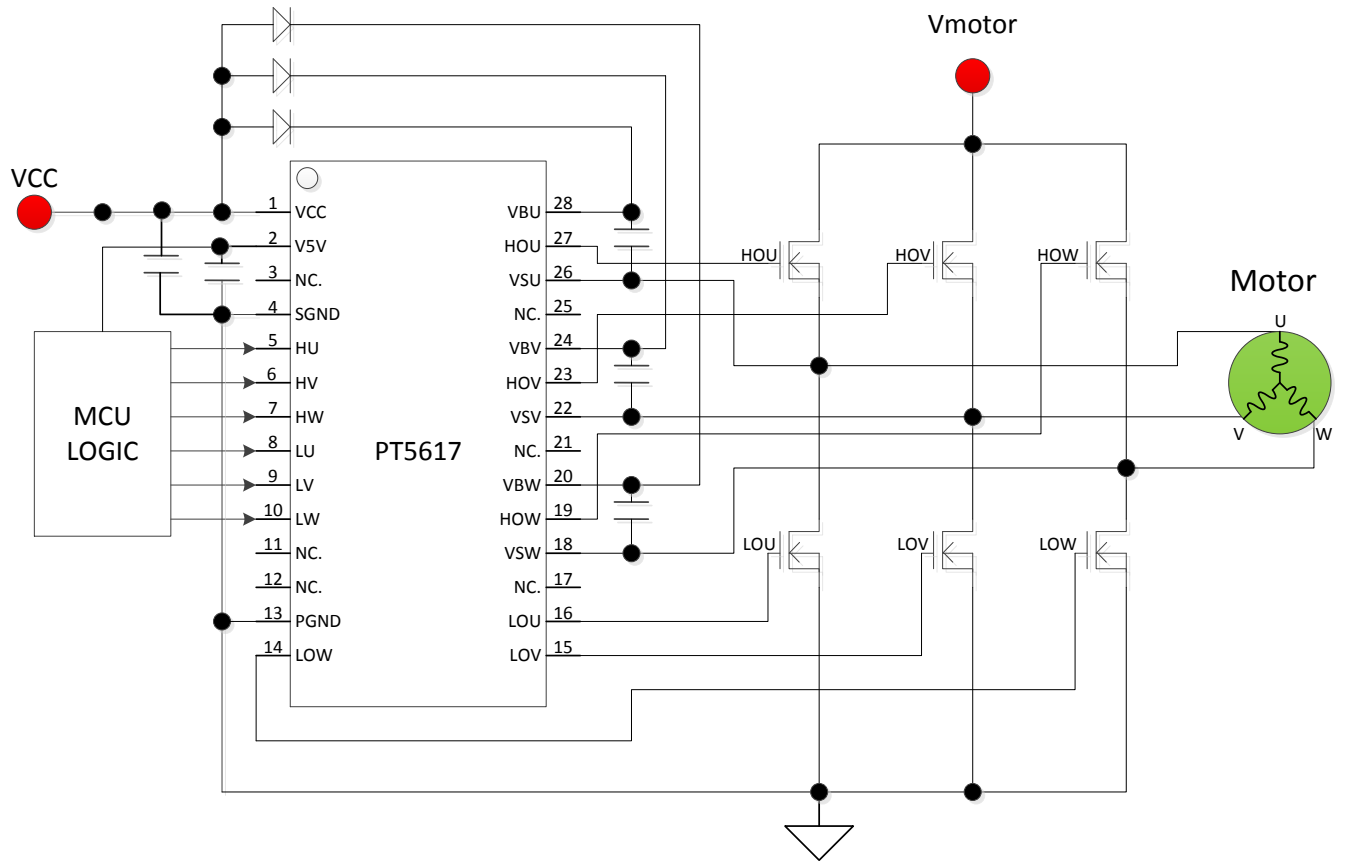 Vmotor
VCC
1 VCC
2 V5V
3 NC.
4 SGND
5 HU
6 HV
7 HW
8 LU
9 LV
10 LW
11 NC.
12 NC.
13 PGND
14 LOW
MCU
LOGIC
PT5617
VBU 28
HOU 27
VSU 26
NC. 25
VBV 24
HOV 23
VSV 22
NC. 21
VBW 20
HOW 19
VSW 18
NC. 17
LOU 16
LOV 15
HOU
HOV
HOW
LOU
LOV
LOW
Motor
U
V
W